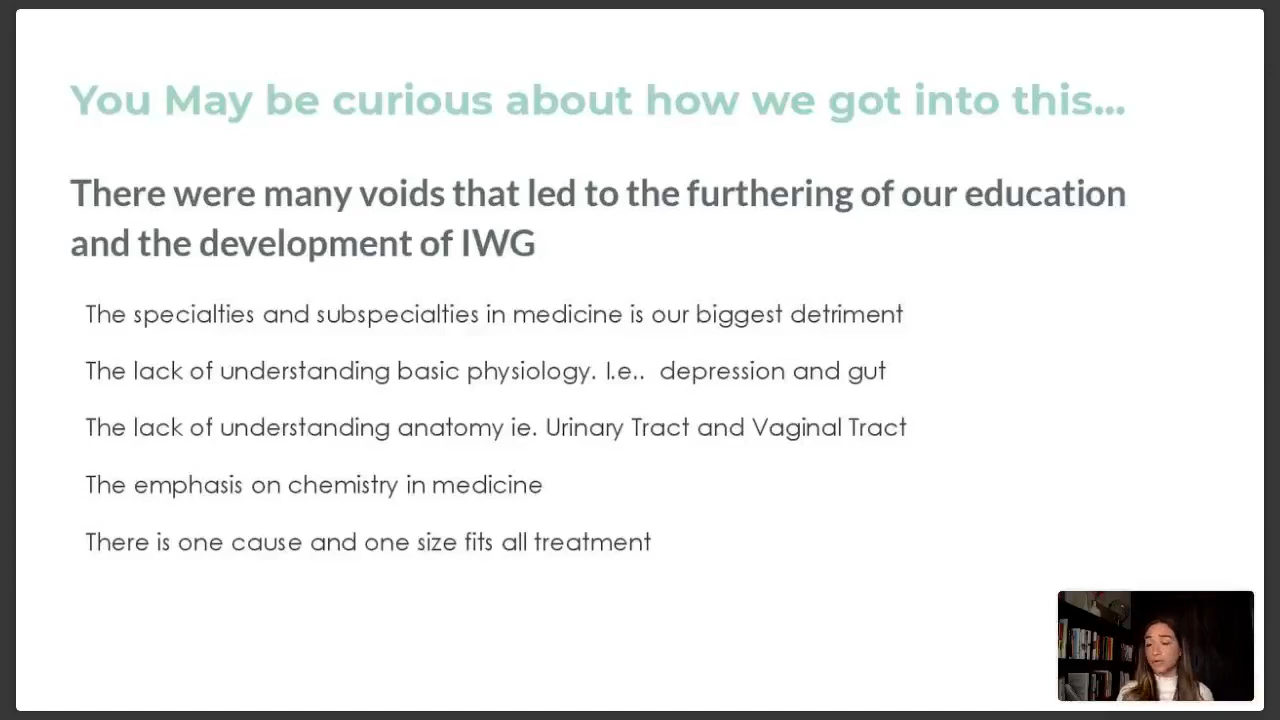 You May be curious about how we got into this...
There were many voids that led to the furthering of our education
and the development of IWG
The specialties and subspecialties in medicine is our biggest detriment
The lack of understanding basic physiology. I.e.. depression and gut
The lack of understanding anatomy ie. Urinary Tract and Vaginal Tract
The emphasis on chemistry in medicine
There is one cause and one size fits all treatment